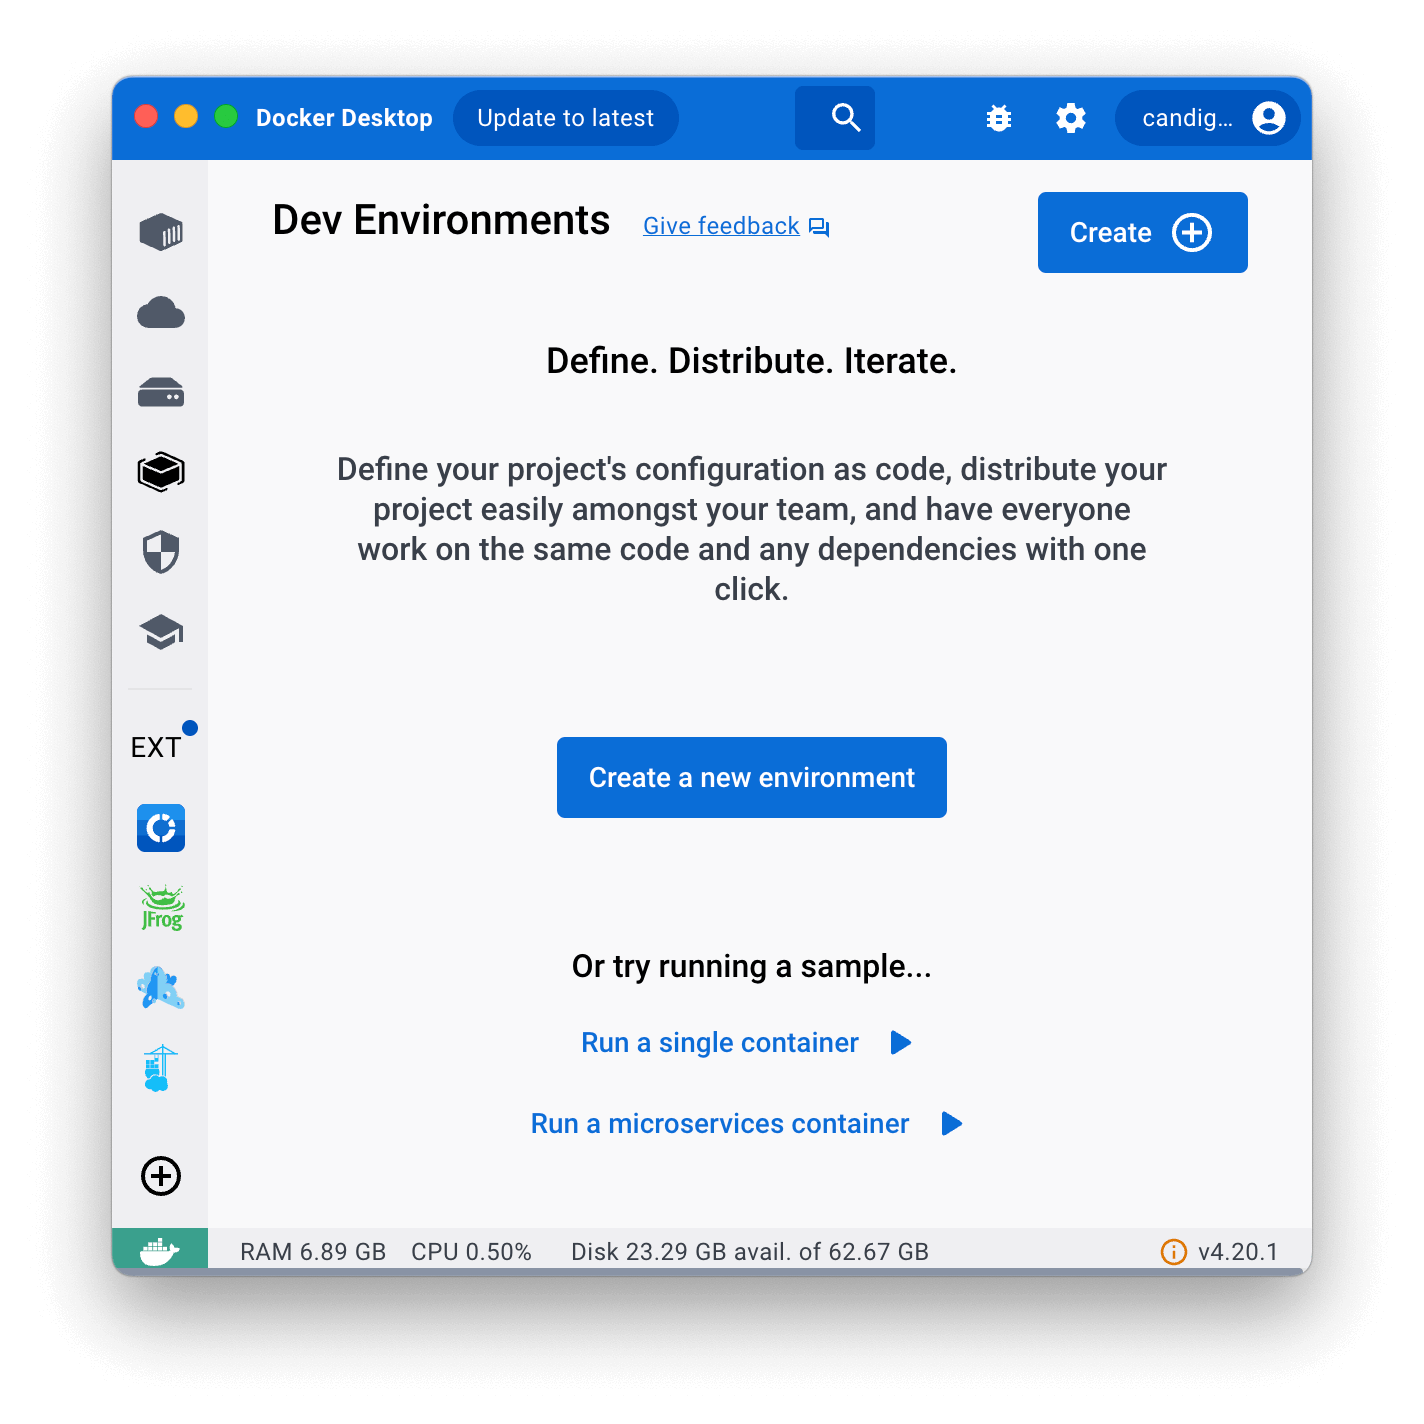 Docker Desktop
Update to latest
candig...
Dev Environments
Give feedback
Create
Define. Distribute. Iterate.
Define your project's configuration as code, distribute your
project easily amongst your team, and have everyone
work on the same code and any dependencies with one
click.
EXT
Create a new environment
JFrog
Or try running a sample...
Run a single container
Run a microservices container
RAM 6.89 GB CPU 0.50% Disk 23.29 GB avail. of 62.67 GB
v4.20.1